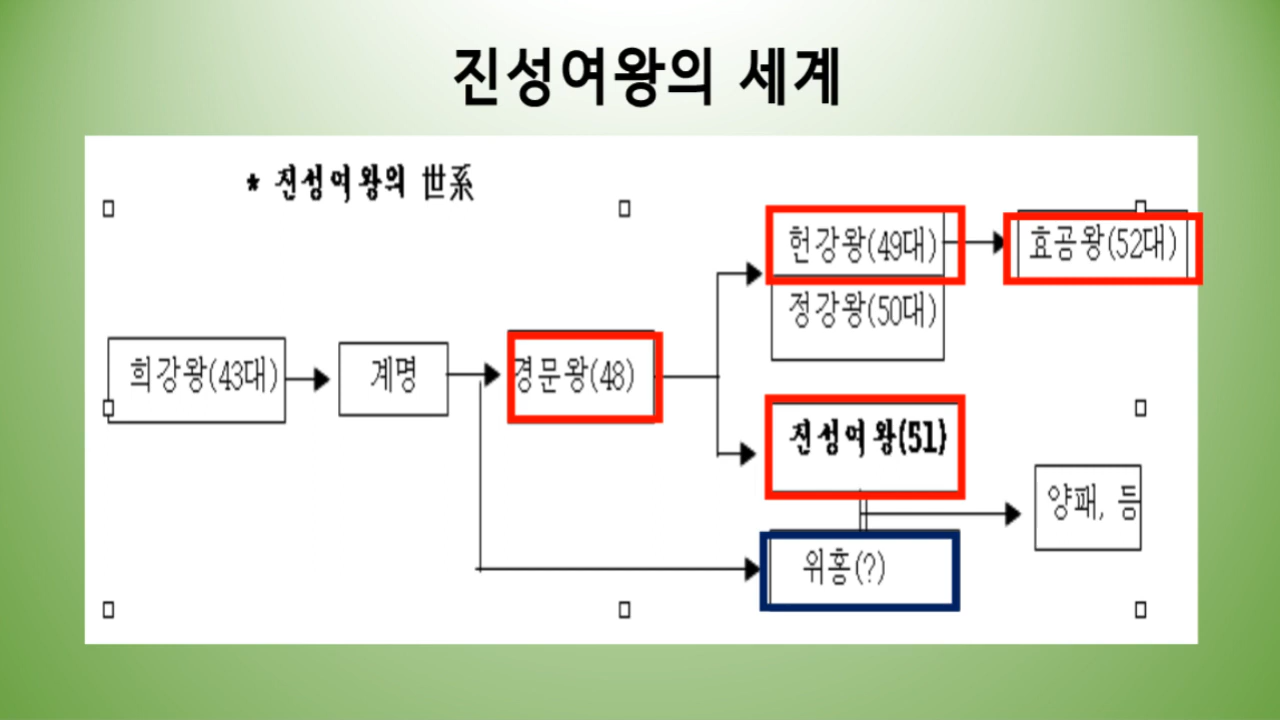 진성여왕의 세계
* 진성여왕의 世系
헌강왕(49대)
효공왕(52대)
정강왕(50대)
희강왕(43대)
계명
경문왕(48)
진성여왕(51)
양패, 등
위홍(?)